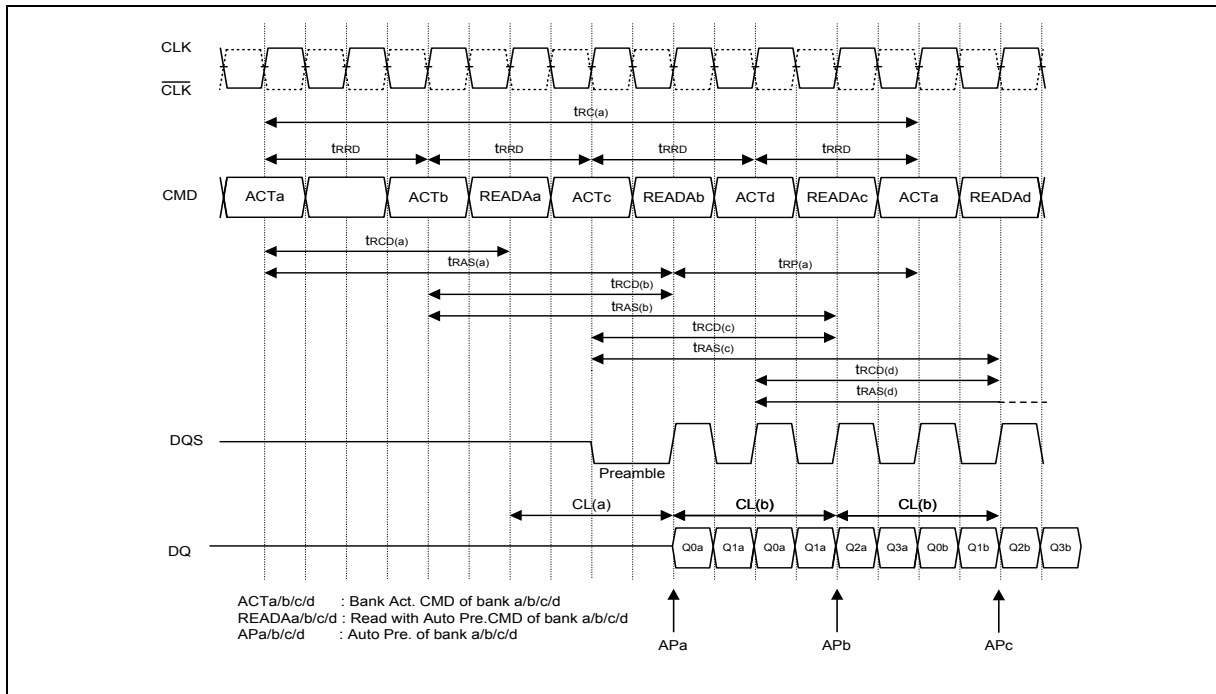 CLK
CLK
tRC(a)
tRRD tRRD tRRD tRRD
CMD ACTa ACTb READAa ACTc READAb ACTd READAc ACTa READAd
tRCD(a)
tRAS(a) tRP(a)
tRCD(b)
tRAS(b)
tRCD(c)
tRAS(c)
tRCD(d)
tRAS(d)
DQS
Preamble
CL(a) CL(b) CL(b)
DQ Q0a Q1a Q0a Q1a Q2a Q3a Q0b Q1b Q2b Q3b
ACTa/b/c/d : Bank Act. CMD of bank a/b/c/d
READAa/b/c/d : Read with Auto Pre.CMD of bank a/b/c/d
APa/b/c/d : Auto Pre. of bank a/b/c/d
APa APb APc